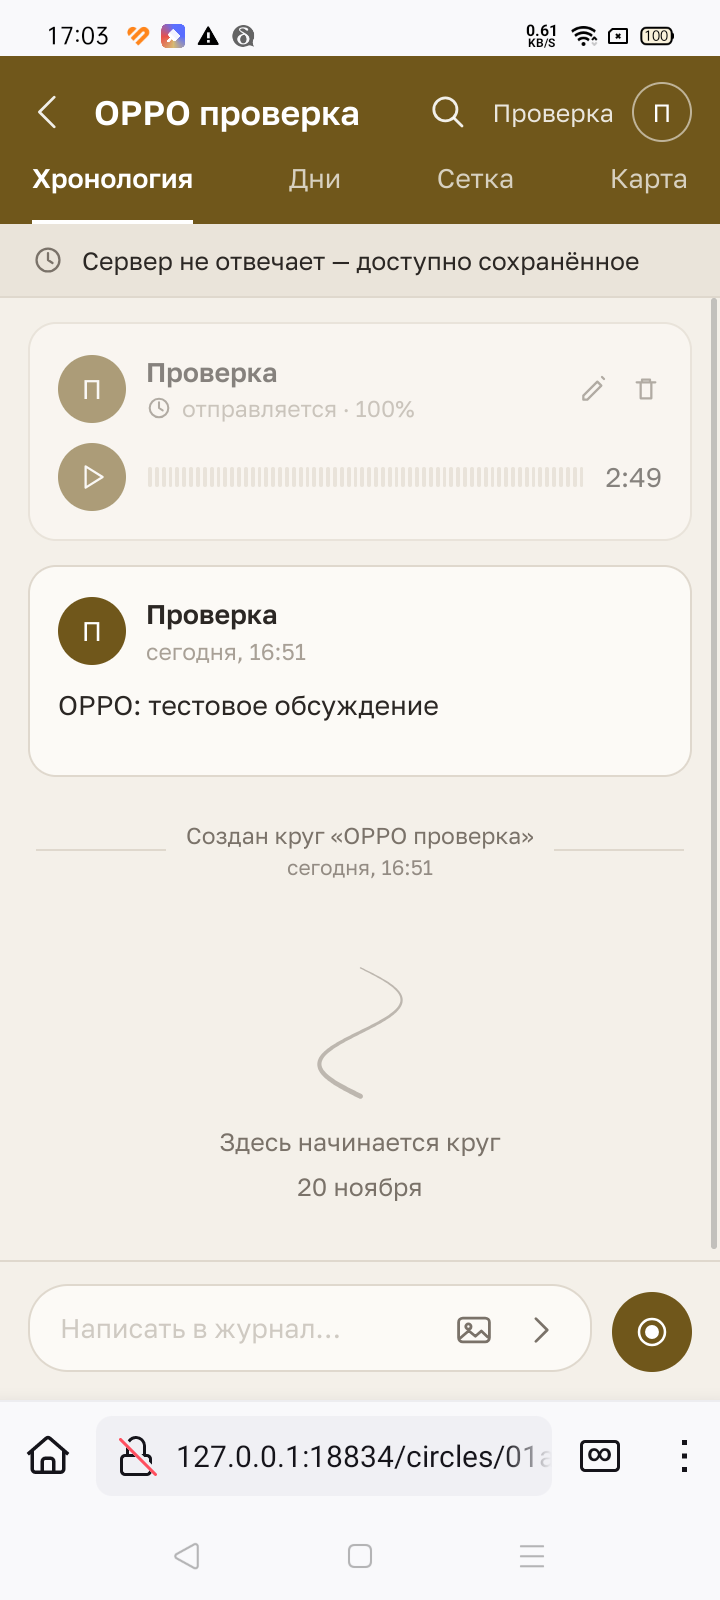 17:03
0.61
KB/S
100
OPPO проверка
Проверка
П
Хронология
Дни
Сетка
Карта
Сервер не отвечает — доступно сохранённое
П
Проверка
отправляется · 100%
2:49
П
Проверка
сегодня, 16:51
OPPO: тестовое обсуждение
Создан круг «OPPO проверка»
сегодня, 16:51
Здесь начинается круг
20 ноября
Написать в журнал...
127.0.0.1:18834/circles/01a